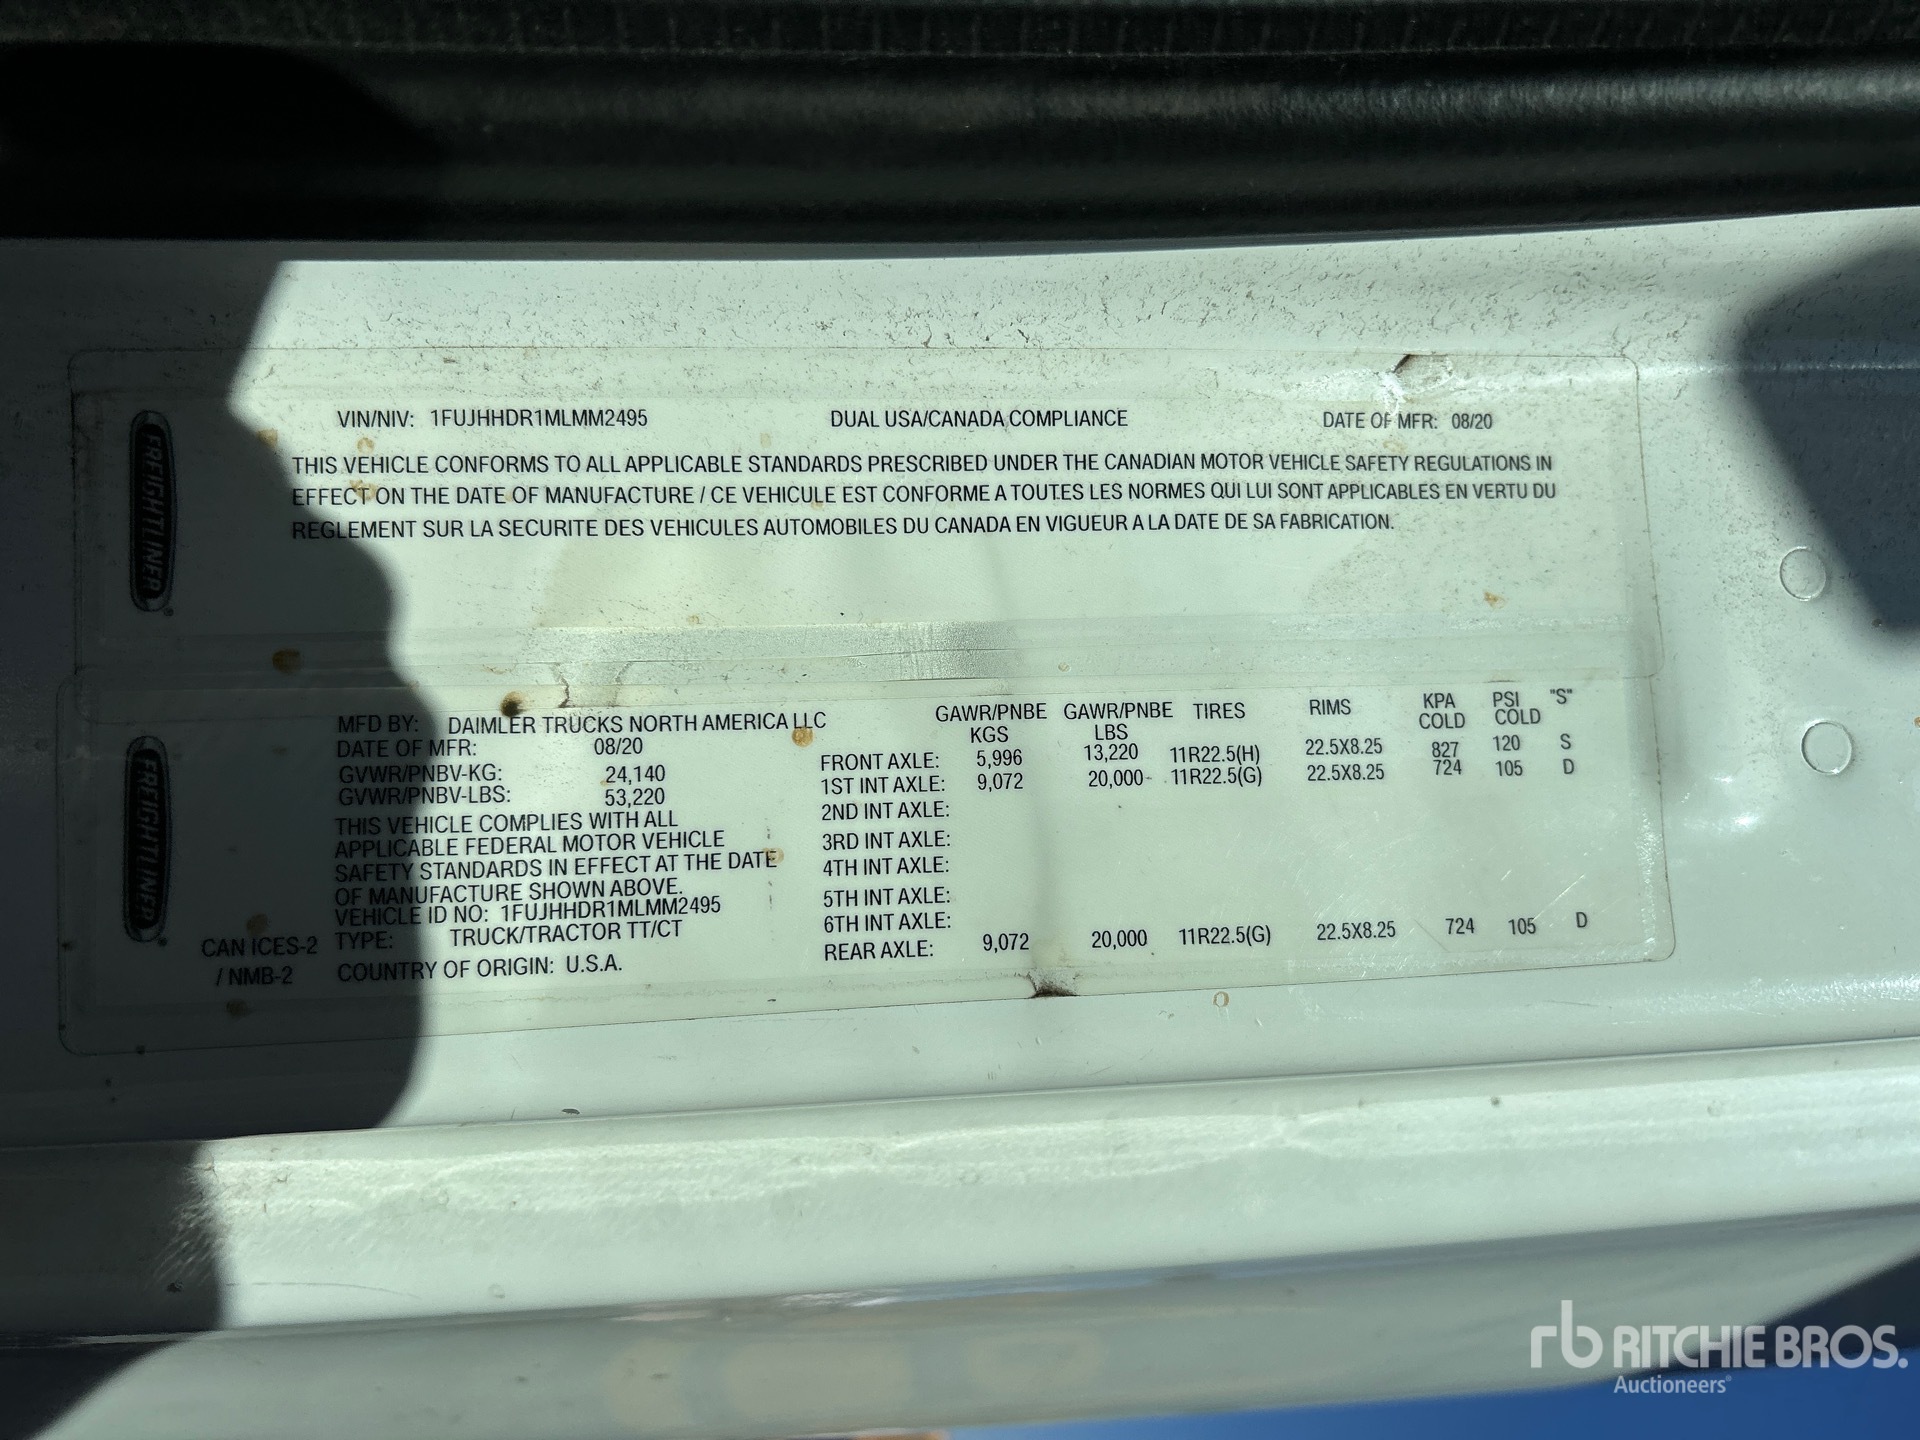 FREIGHTLINER®
VIN/NIV: 1FUJHHDR1MLMM2495 DUAL USA/CANADA COMPLIANCE DATE OF MFR: 08/20
THIS VEHICLE CONFORMS TO ALL APPLICABLE STANDARDS PRESCRIBED UNDER THE CANADIAN MOTOR VEHICLE SAFETY REGULATIONS IN
EFFECT ON THE DATE OF MANUFACTURE / CE VEHICULE EST CONFORME A TOUTES LES NORMES QUI LUI SONT APPLICABLES EN VERTU DU
REGLEMENT SUR LA SECURITE DES VEHICULES AUTOMOBILES DU CANADA EN VIGUEUR A LA DATE DE SA FABRICATION.
FREIGHTLINER®
MFD BY: DAIMLER TRUCKS NORTH AMERICA LLC
DATE OF MFR: 08/20
GVWR/PNBV-KG: 24,140
GVWR/PNBV-LBS: 53,220
THIS VEHICLE COMPLIES WITH ALL
APPLICABLE FEDERAL MOTOR VEHICLE
SAFETY STANDARDS IN EFFECT AT THE DATE
OF MANUFACTURE SHOWN ABOVE.
VEHICLE ID NO: 1FUJHHDR1MLMM2495
TYPE: TRUCK/TRACTOR TT/CT
COUNTRY OF ORIGIN: U.S.A.
CAN ICES-2
/ NMB-2
GAWR/PNBE GAWR/PNBE TIRES RIMS KPA PSI "S"
KGS LBS COLD COLD
FRONT AXLE: 5,996 13,220 11R22.5(H) 22.5X8.25 827 120 S
1ST INT AXLE: 9,072 20,000 11R22.5(G) 22.5X8.25 724 105 D
2ND INT AXLE:
3RD INT AXLE:
4TH INT AXLE:
5TH INT AXLE:
6TH INT AXLE:
REAR AXLE: 9,072 20,000 11R22.5(G) 22.5X8.25 724 105 D
rb RITCHIE BROS.
Auctioneers®